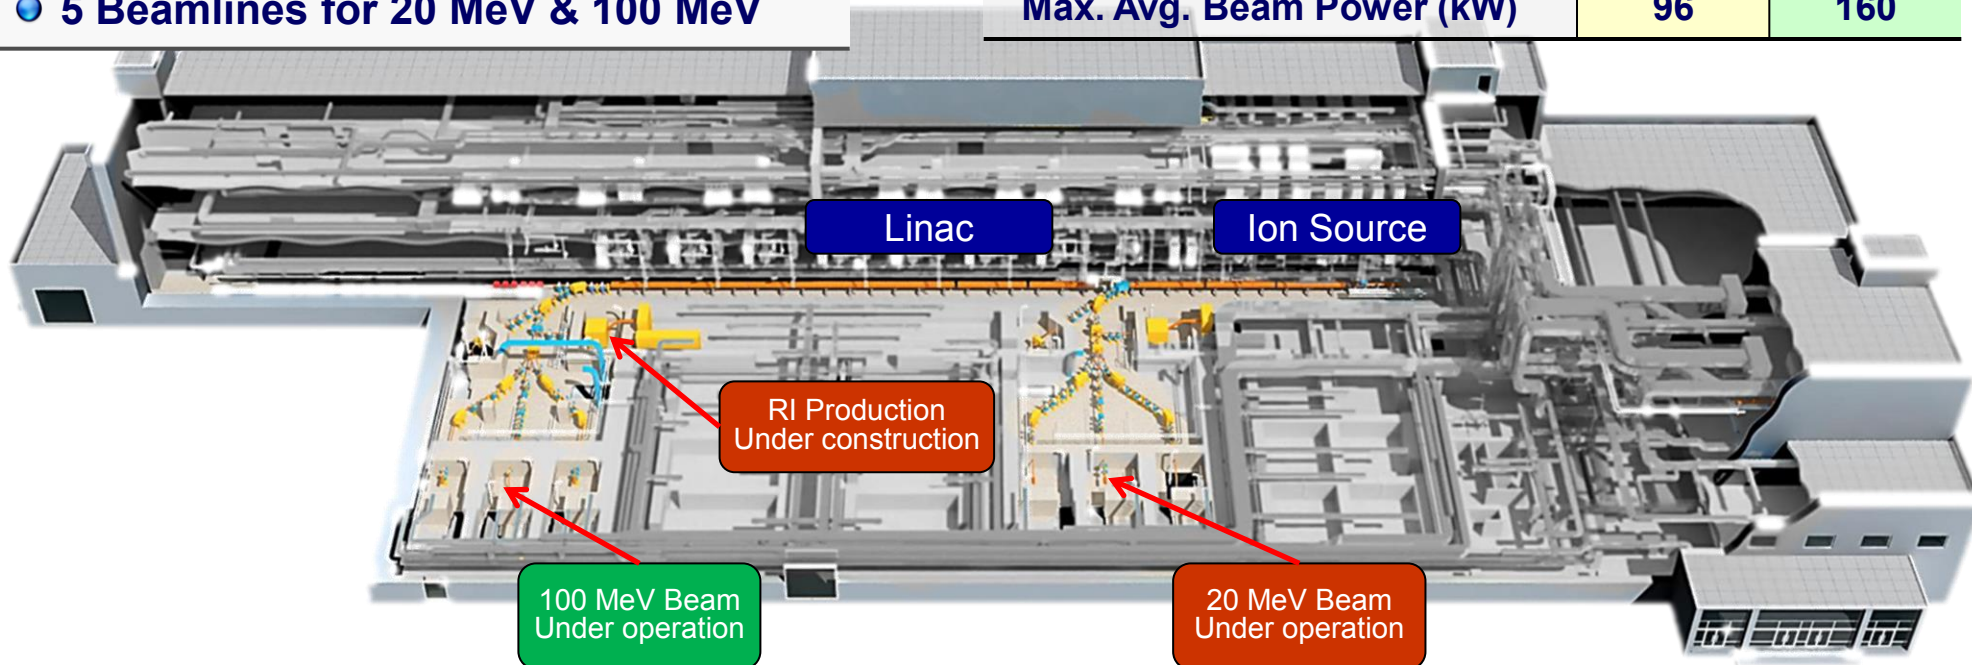 5 Beamlines for 20 MeV & 100 MeV
Max. Avg. Beam Power (kW) 96 160
Linac
Ion Source
RI Production
Under construction
100 MeV Beam
Under operation
20 MeV Beam
Under operation